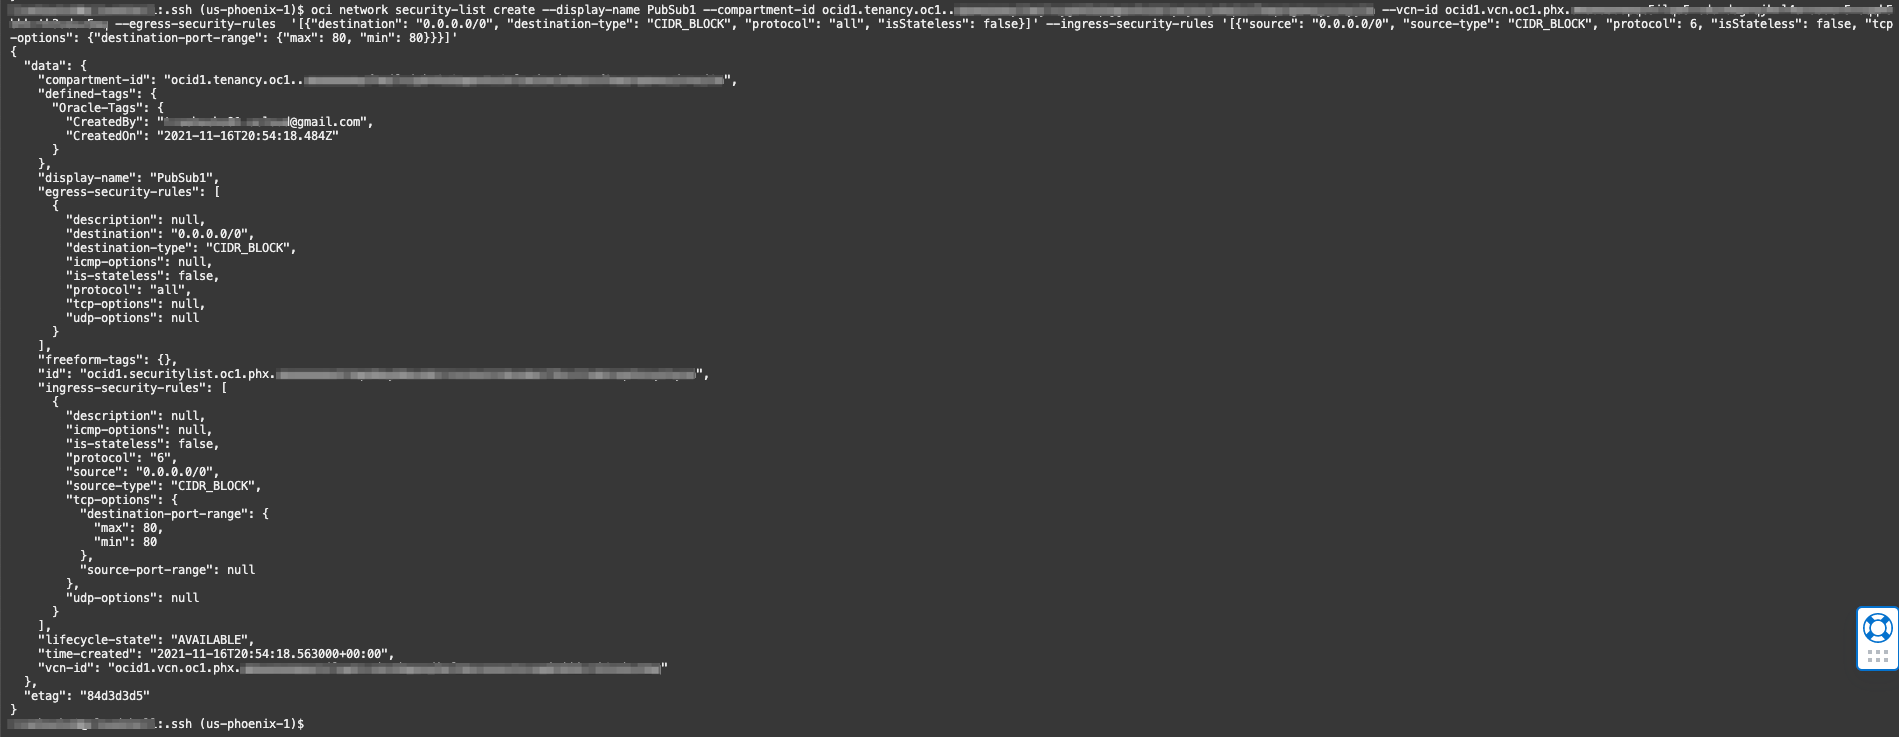 :.ssh (us-phoenix-1)$ oci network security-list create --display-name PubSub1 --compartment-id ocid1.tenancy.oc1.. --vcn-id ocid1.vcn.oc1.phx.
--egress-security-rules  '[{"destination": "0.0.0.0/0", "destination-type": "CIDR_BLOCK", "protocol": "all", "isStateless": false}]' --ingress-security-rules '[{"source": "0.0.0.0/0", "source-type": "CIDR_BLOCK", "protocol": 6, "isStateless": false, "tcp
-options": {"destination-port-range": {"max": 80, "min": 80}}}]'
{
  "data": {
    "compartment-id": "ocid1.tenancy.oc1..",
    "defined-tags": {
      "Oracle-Tags": {
        "CreatedBy": "@gmail.com",
        "CreatedOn": "2021-11-16T20:54:18.484Z"
      }
    },
    "display-name": "PubSub1",
    "egress-security-rules": [
      {
        "description": null,
        "destination": "0.0.0.0/0",
        "destination-type": "CIDR_BLOCK",
        "icmp-options": null,
        "is-stateless": false,
        "protocol": "all",
        "tcp-options": null,
        "udp-options": null
      }
    ],
    "freeform-tags": {},
    "id": "ocid1.securitylist.oc1.phx.",
    "ingress-security-rules": [
      {
        "description": null,
        "icmp-options": null,
        "is-stateless": false,
        "protocol": "6",
        "source": "0.0.0.0/0",
        "source-type": "CIDR_BLOCK",
        "tcp-options": {
          "destination-port-range": {
            "max": 80,
            "min": 80
          },
          "source-port-range": null
        },
        "udp-options": null
      }
    ],
    "lifecycle-state": "AVAILABLE",
    "time-created": "2021-11-16T20:54:18.563000+00:00",
    "vcn-id": "ocid1.vcn.oc1.phx."
  },
  "etag": "84d3d3d5"
}
:.ssh (us-phoenix-1)$